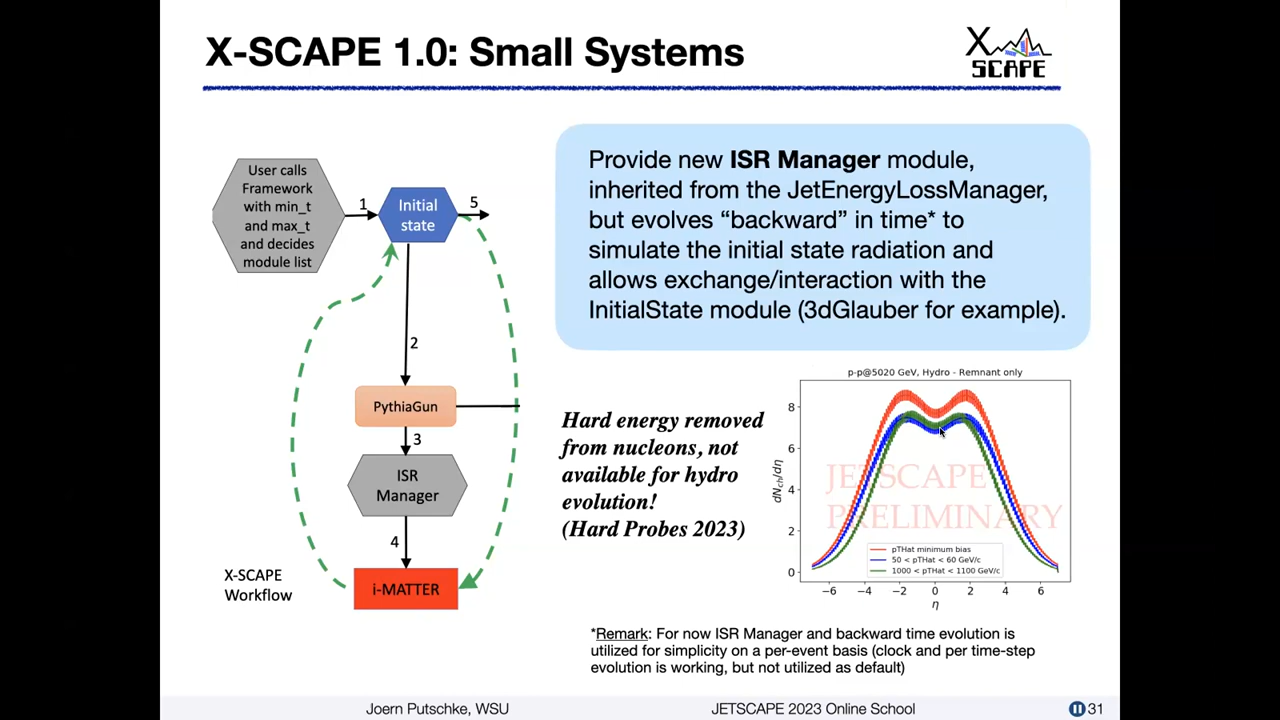 X-SCAPE 1.0: Small Systems
X
SCAPE
User calls
Framework
with min_t
and max_t
and decides
module list
1
Initial
state
5
2
PythiaGun
3
ISR
Manager
4
i-MATTER
X-SCAPE
Workflow
Provide new ISR Manager module,
inherited from the JetEnergyLossManager,
but evolves “backward” in time* to
simulate the initial state radiation and
allows exchange/interaction with the
InitialState module (3dGlauber for example).
Hard energy removed
from nucleons, not
available for hydro
evolution!
(Hard Probes 2023)
p-p@5020 GeV, Hydro - Remnant only
dNch/dη
8
6
4
2
0
JETSCAPE
PRELIMINARY
pTHat minimum bias
50 < pTHat < 60 GeV/c
1000 < pTHat < 1100 GeV/c
−6 −4 −2 0 2 4 6
η
*Remark: For now ISR Manager and backward time evolution is
utilized for simplicity on a per-event basis (clock and per time-step
evolution is working, but not utilized as default)
Joern Putschke, WSU
JETSCAPE 2023 Online School
31